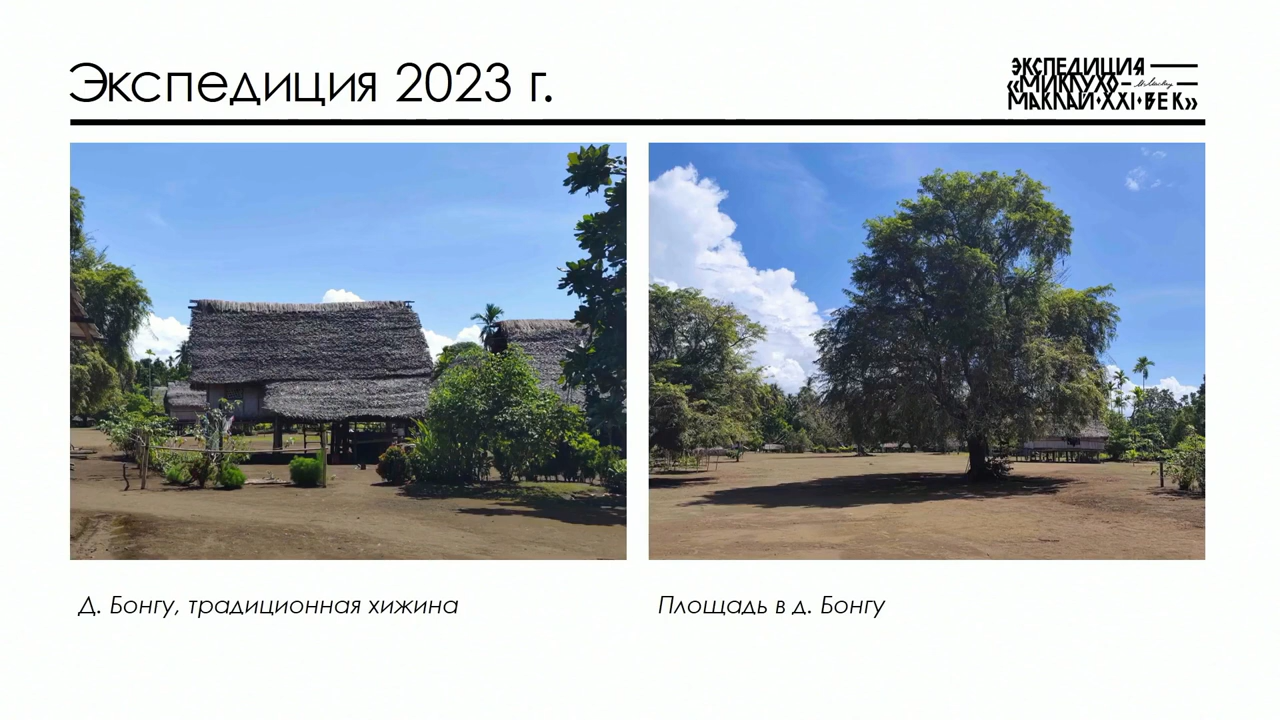 Экспедиция 2023 г.
ЭКСПЕДИЦИЯ
«МИКЛУХО-
МАКЛАЙ·XXI·ВЕК»
Д. Бонгу, традиционная хижина
Площадь в д. Бонгу